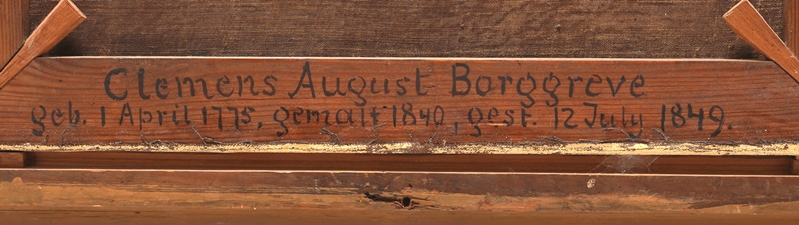 Clemens August Borggreve
geb. 1 April 1775, gemalt 1840, gest. 12 July 1849.